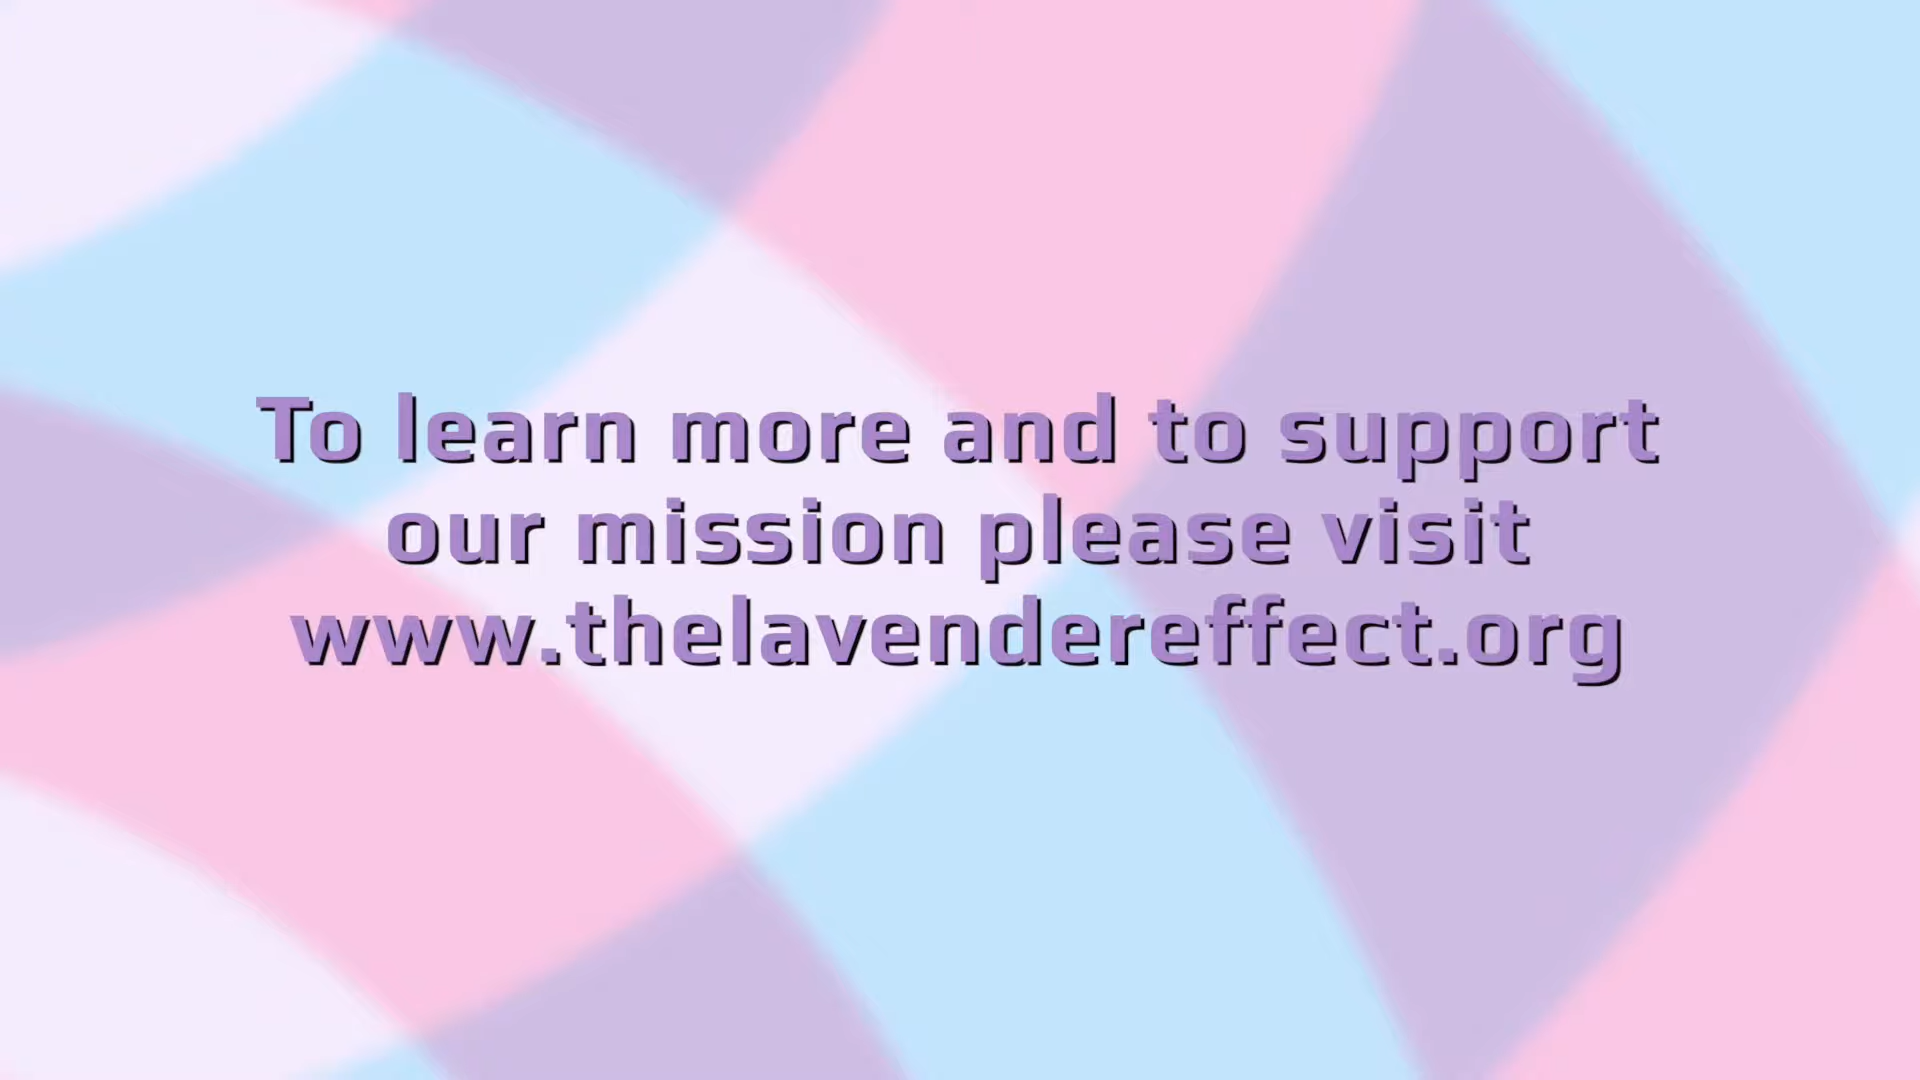 To learn more and to support
our mission please visit
www.thelavendereffect.org